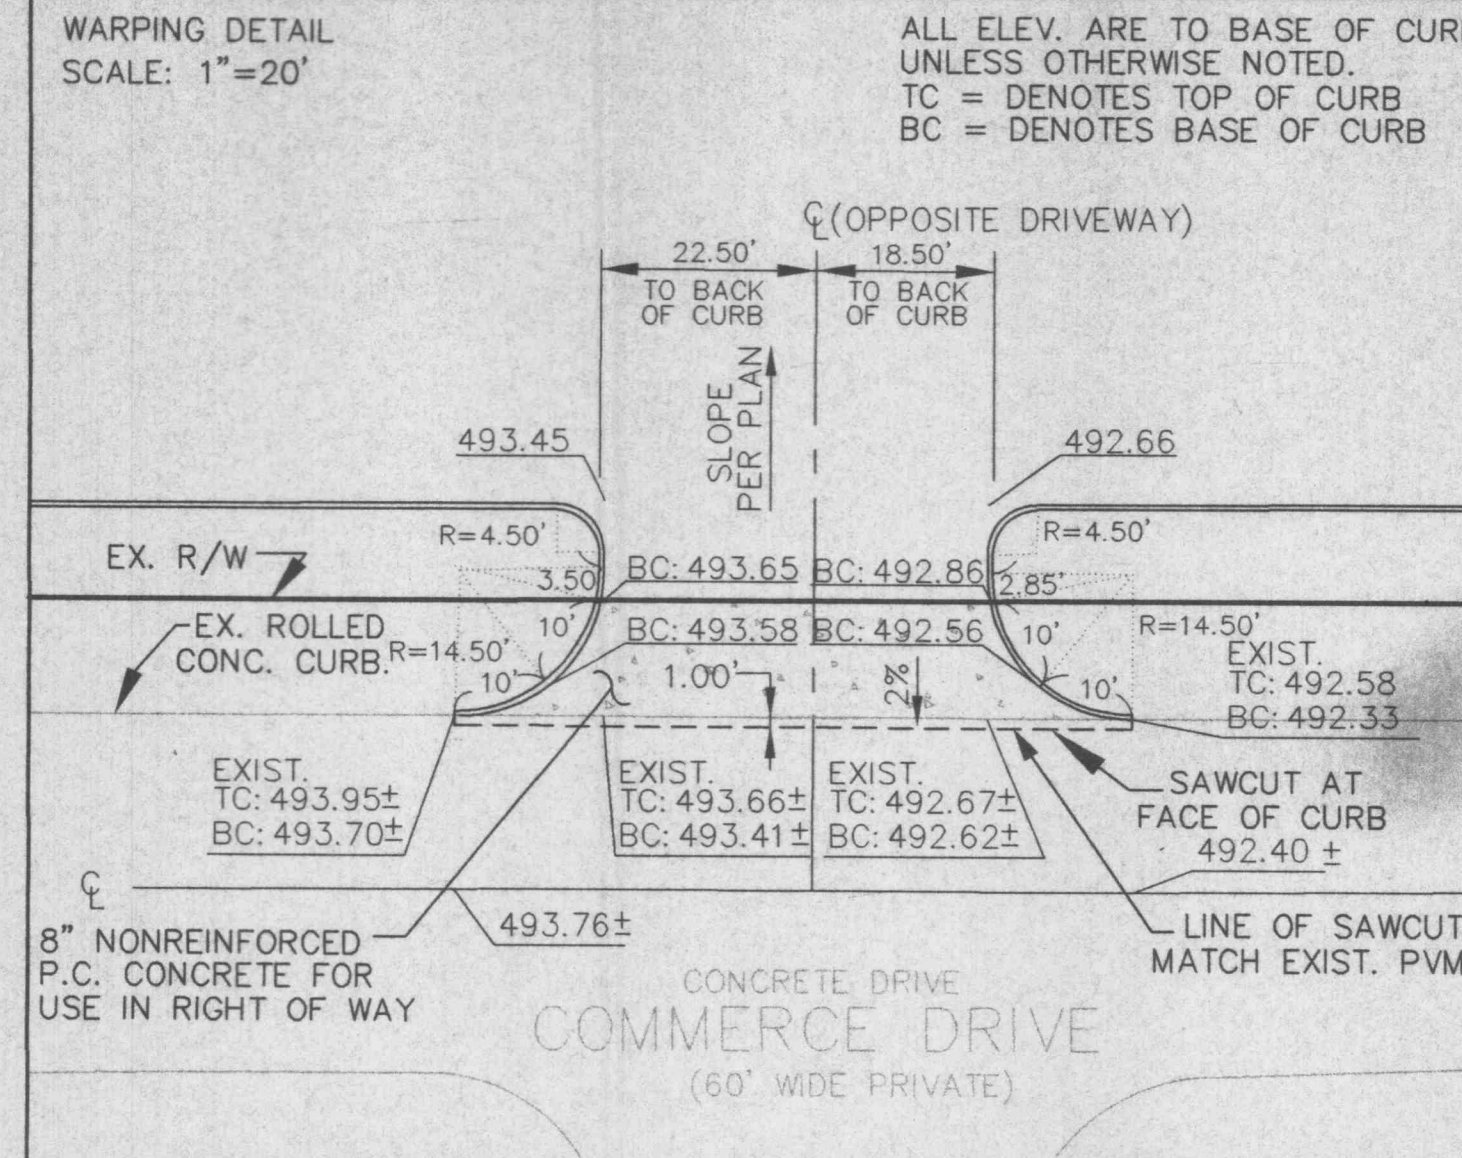 WARPING DETAIL
SCALE: 1"=20'
ALL ELEV. ARE TO BASE OF CURB
UNLESS OTHERWISE NOTED.
TC = DENOTES TOP OF CURB
BC = DENOTES BASE OF CURB
℄ (OPPOSITE DRIVEWAY)
22.50'
TO BACK
OF CURB
18.50'
TO BACK
OF CURB
SLOPE
PER PLAN
493.45
492.66
R=4.50'
R=4.50'
EX. R/W
3.50
BC: 493.65
BC: 492.86
2.85'
EX. ROLLED
CONC. CURB.
R=14.50'
10'
10'
BC: 493.58
BC: 492.56
10'
10'
R=14.50'
1.00'
2%
EXIST.
TC: 492.58
BC: 492.33
EXIST.
TC: 493.95±
BC: 493.70±
EXIST.
TC: 493.66±
BC: 493.41±
EXIST.
TC: 492.67±
BC: 492.62±
SAWCUT AT
FACE OF CURB
492.40 ±
℄
493.76±
8" NONREINFORCED
P.C. CONCRETE FOR
USE IN RIGHT OF WAY
LINE OF SAWCUT
MATCH EXIST. PVM
CONCRETE DRIVE
COMMERCE DRIVE
(60' WIDE PRIVATE)